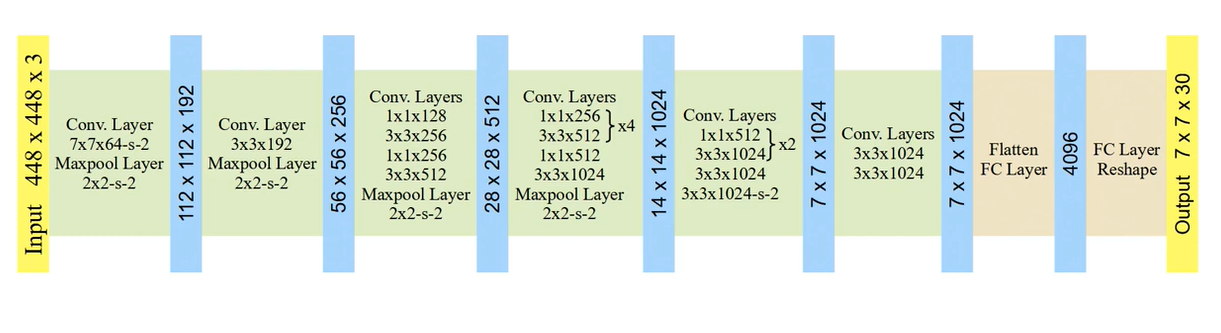 Input 448 x 448 x 3
Conv. Layer
7x7x64-s-2
Maxpool Layer
2x2-s-2
112 x 112 x 192
Conv. Layer
3x3x192
Maxpool Layer
2x2-s-2
56 x 56 x 256
Conv. Layers
1x1x128
3x3x256
1x1x256
3x3x512
Maxpool Layer
2x2-s-2
28 x 28 x 512
Conv. Layers
1x1x256
3x3x512
x4
1x1x512
3x3x1024
Maxpool Layer
2x2-s-2
14 x 14 x 1024
Conv. Layers
1x1x512
3x3x1024
x2
3x3x1024
3x3x1024-s-2
7 x 7 x 1024
Conv. Layers
3x3x1024
3x3x1024
7 x 7 x 1024
Flatten
FC Layer
4096
FC Layer
Reshape
Output 7 x 7 x 30